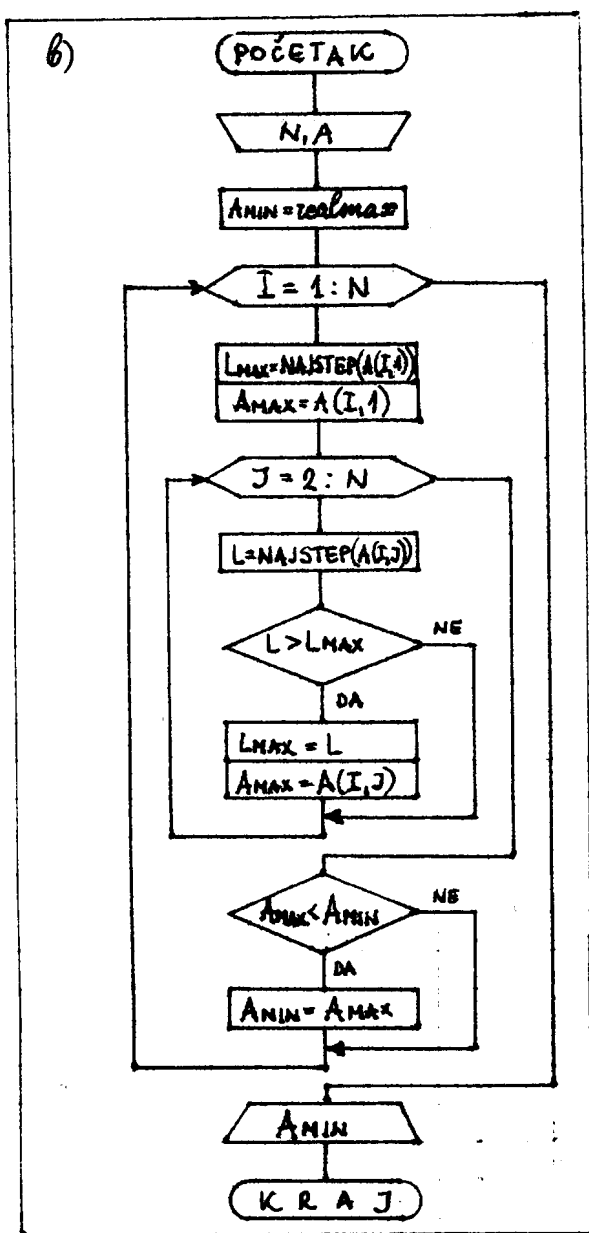 б)
POČETAK
N, A
AMIN=realmax
I = 1 : N
LMAX=NAJSTEP(A(I,1))
AMAX=A(I,1)
J = 2 : N
L=NAJSTEP(A(I,J))
L>LMAX
NE
DA
LMAX = L
AMAX=A(I,J)
AMAX<AMIN
NE
DA
AMIN= AMAX
AMIN
KRAJ